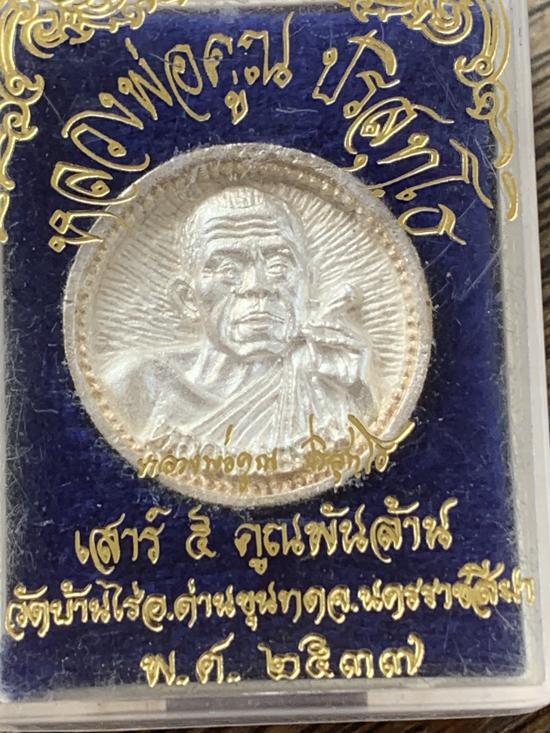 หลวงพ่อคูณ ปริสุทฺโธ
หลวงพ่อคูณ ปริสุทฺโธ
เสาร์ ๕ คูณพันล้าน
วัดบ้านไร่ อ.ด่านขุนทด จ.นครราชสีมา
พ.ศ. ๒๕๓๗